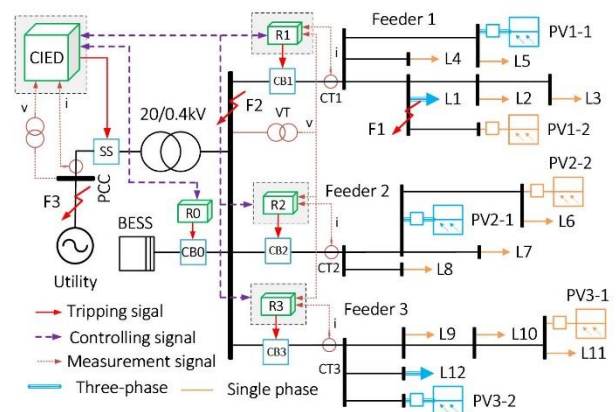 Feeder 1
CIED
R1
i
PV1-1
L4
L5
CB1
CT1
v
i
20/0.4kV
F2
VT
v
L1
L2
L3
F1
PV1-2
SS
PCC
F3
PV2-2
Feeder 2
R2
i
R0
BESS
PV2-1
L6
CB0
CB2
CT2
L7
L8
Utility
R3
i
Feeder 3
PV3-1
Tripping sigal
L9
L10
Controlling signal
CB3
CT3
L11
Measurement signal
L12
Three-phase
Single phase
PV3-2